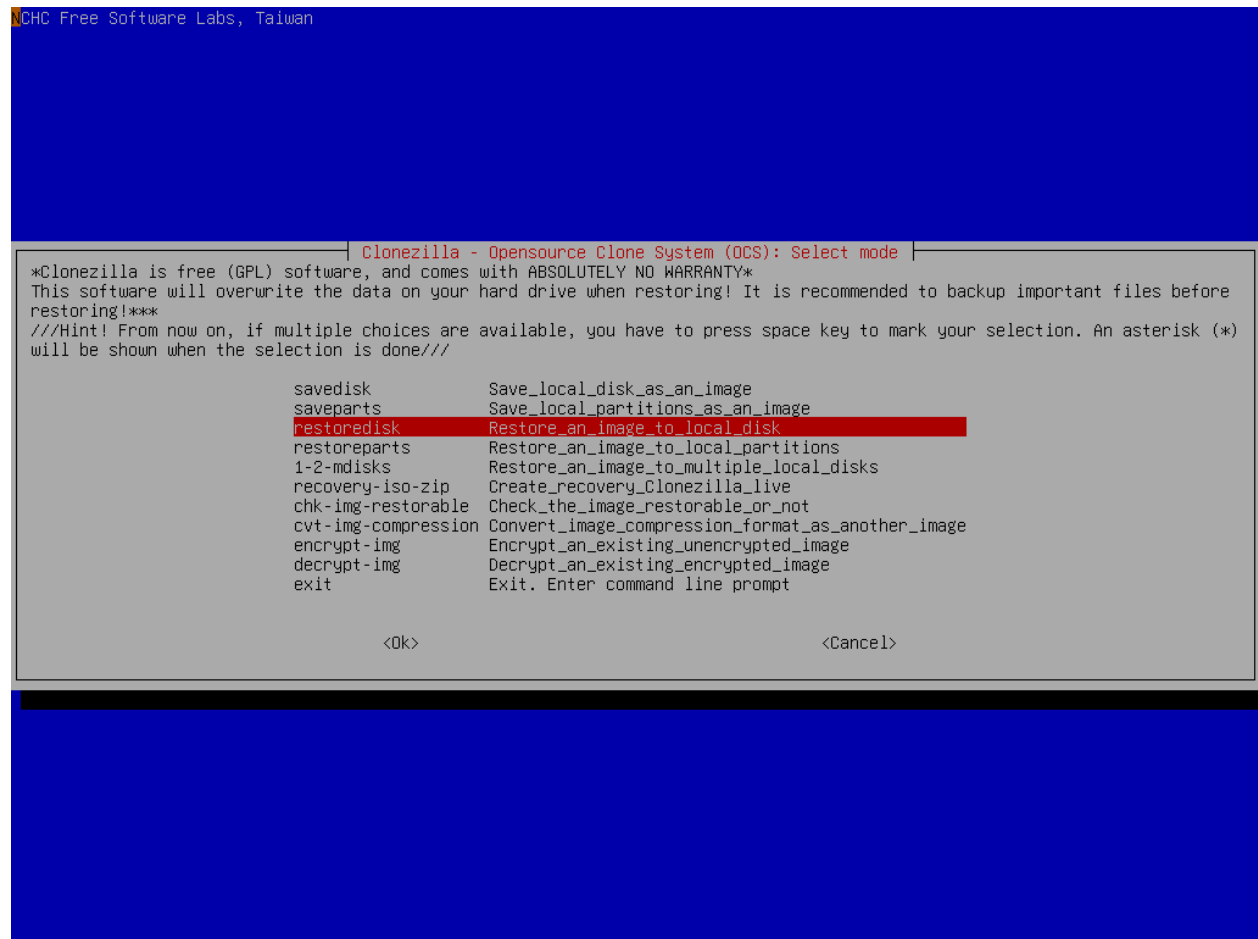 NCHC Free Software Labs, Taiwan
Clonezilla - Opensource Clone System (OCS): Select mode
*Clonezilla is free (GPL) software, and comes with ABSOLUTELY NO WARRANTY*
This software will overwrite the data on your hard drive when restoring! It is recommended to backup important files before
restoring!***
///Hint! From now on, if multiple choices are available, you have to press space key to mark your selection. An asterisk (*)
will be shown when the selection is done///
savedisk Save_local_disk_as_an_image
saveparts Save_local_partitions_as_an_image
restoredisk Restore_an_image_to_local_disk
restoreparts Restore_an_image_to_local_partitions
1-2-mdisks Restore_an_image_to_multiple_local_disks
recovery-iso-zip Create_recovery_Clonezilla_live
chk-img-restorable Check_the_image_restorable_or_not
cvt-img-compression Convert_image_compression_format_as_another_image
encrypt-img Encrypt_an_existing_unencrypted_image
decrypt-img Decrypt_an_existing_encrypted_image
exit Exit. Enter command line prompt
<Ok> <Cancel>